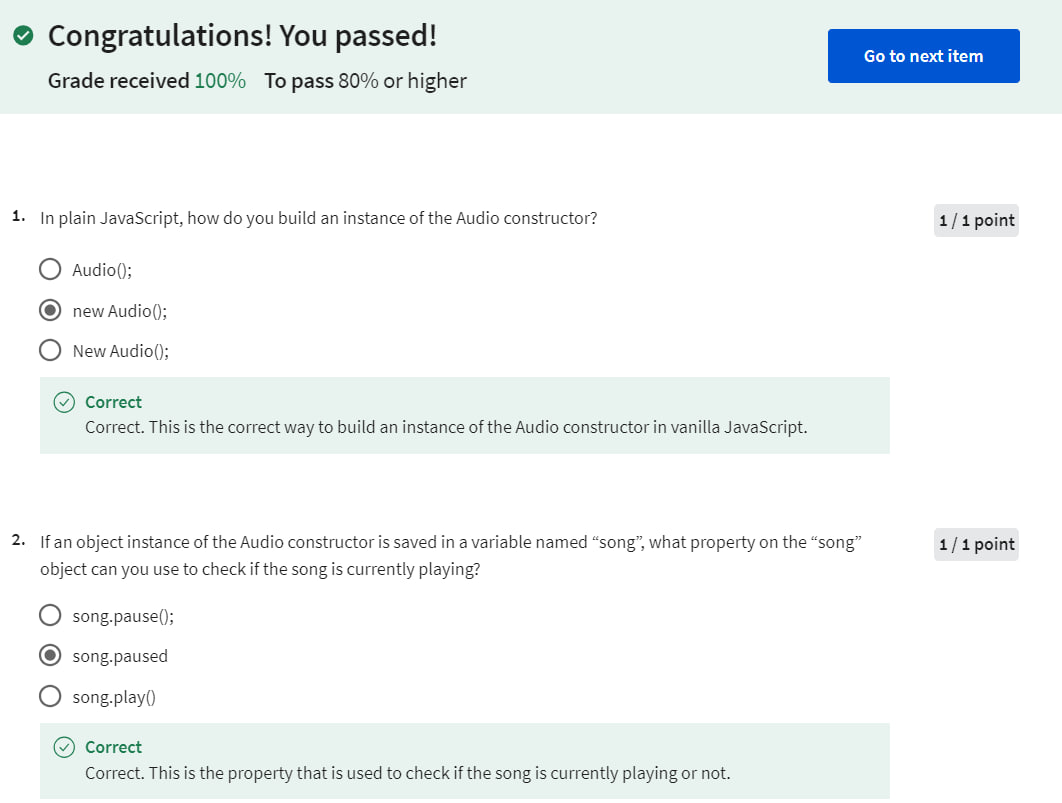 Congratulations! You passed!
Grade received 100% To pass 80% or higher
Go to next item
1. In plain JavaScript, how do you build an instance of the Audio constructor?
1 / 1 point
Audio();
new Audio();
New Audio();
Correct
Correct. This is the correct way to build an instance of the Audio constructor in vanilla JavaScript.
2. If an object instance of the Audio constructor is saved in a variable named “song”, what property on the “song”
object can you use to check if the song is currently playing?
1 / 1 point
song.pause();
song.paused
song.play()
Correct
Correct. This is the property that is used to check if the song is currently playing or not.